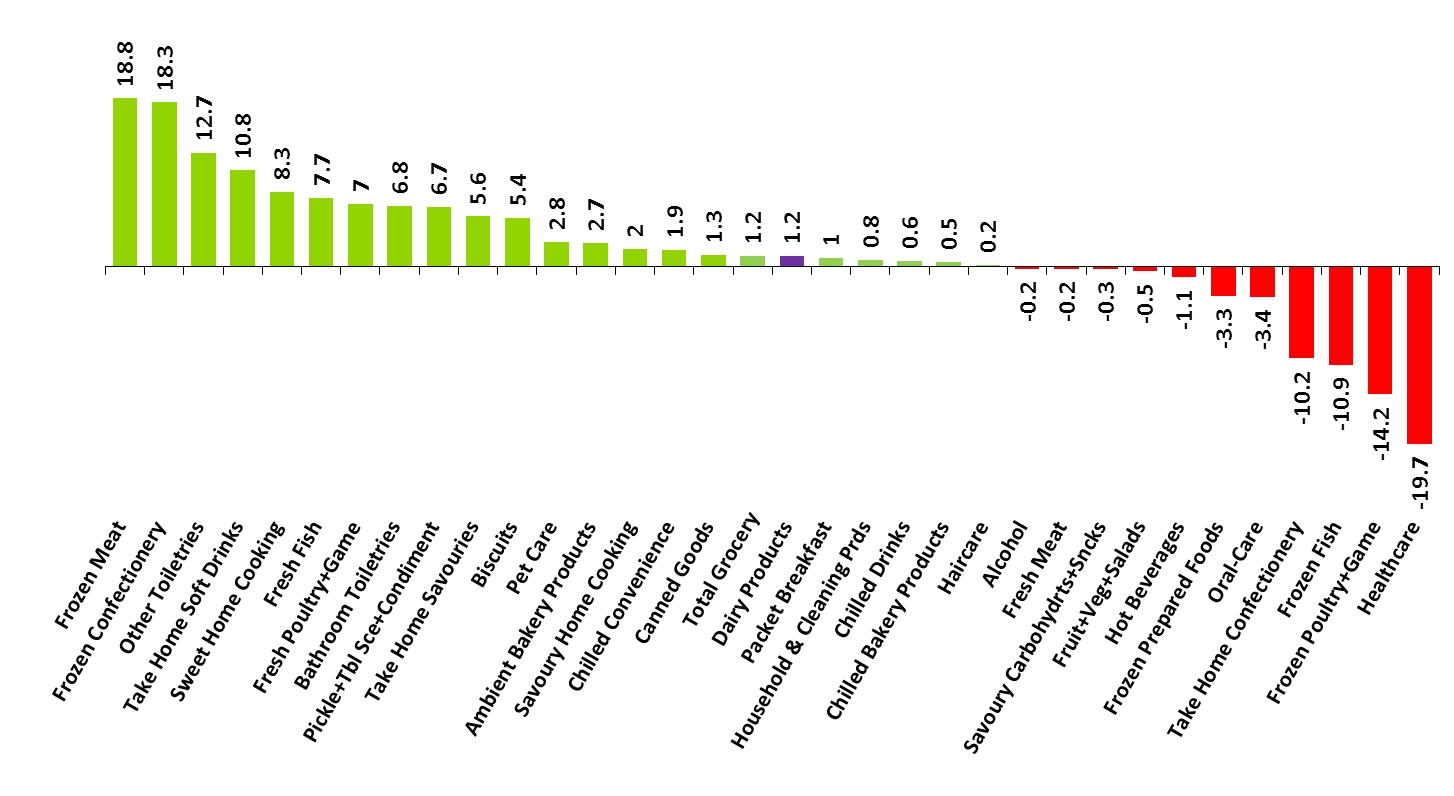 18.8
18.3
12.7
10.8
8.3
7.7
7
6.8
6.7
5.6
5.4
2.8
2.7
2
1.9
1.3
1.2
1.2
1
0.8
0.6
0.5
0.2
-0.2
-0.2
-0.3
-0.5
-1.1
-3.3
-3.4
-10.2
-10.9
-14.2
-19.7
Frozen Meat
Frozen Confectionery
Other Toiletries
Take Home Soft Drinks
Sweet Home Cooking
Fresh Fish
Fresh Poultry+Game
Bathroom Toiletries
Pickle+Tbl Sce+Condiment
Take Home Savouries
Biscuits
Pet Care
Ambient Bakery Products
Savoury Home Cooking
Chilled Convenience
Canned Goods
Total Grocery
Dairy Products
Packet Breakfast
Household & Cleaning Prds
Chilled Drinks
Chilled Bakery Products
Haircare
Alcohol
Fresh Meat
Savoury Carbohydrts+Sncks
Fruit+Veg+Salads
Hot Beverages
Frozen Prepared Foods
Oral-Care
Take Home Confectionery
Frozen Fish
Frozen Poultry+Game
Healthcare